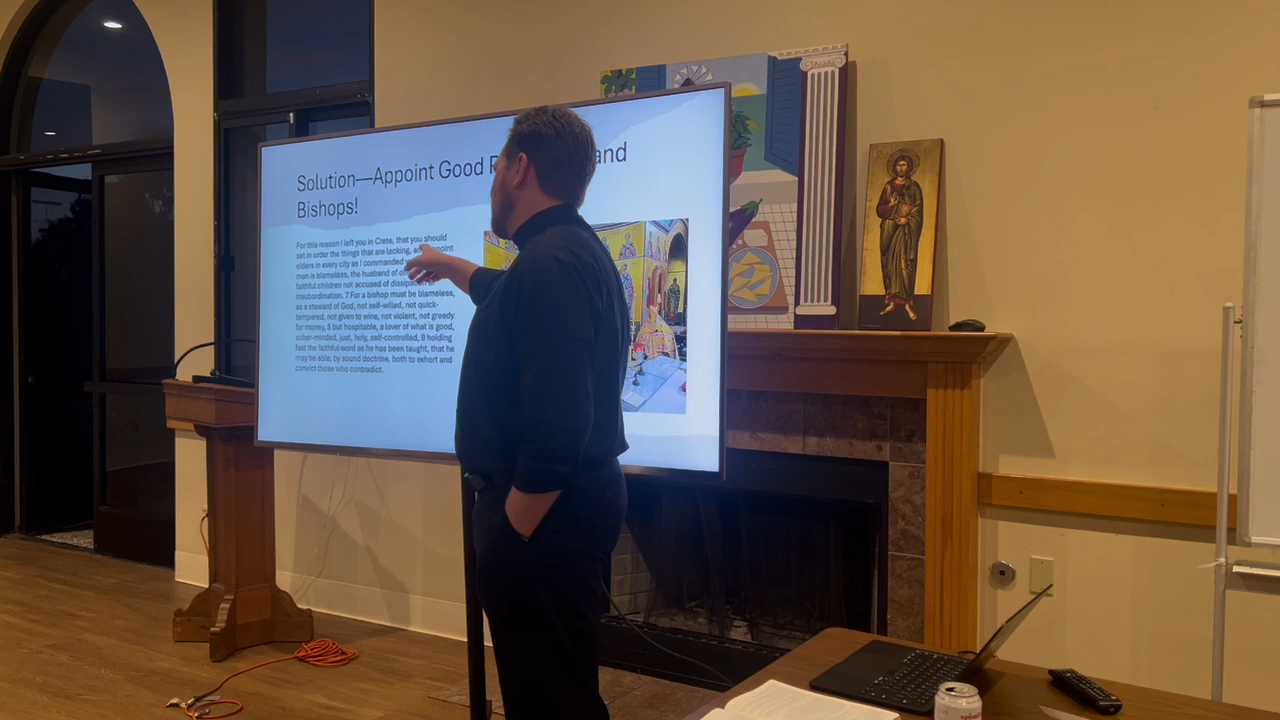 Solution—Appoint Good and
Bishops!
For this reason I left you in Crete, that you should
set in order the things that are lacking,
elders in every city as I commanded
man is blameless, the husband of
faithful children not accused of
insubordination. 7 For a bishop must be blameless,
as a steward of God, not self-willed, not quick-
tempered, not given to wine, not violent, not greedy
for money, 8 but hospitable, a lover of what is good,
sober-minded, just, holy, self-controlled, 9 holding
fast the faithful word as he has been taught, that he
may be able, by sound doctrine, both to exhort and
convict those who contradict.